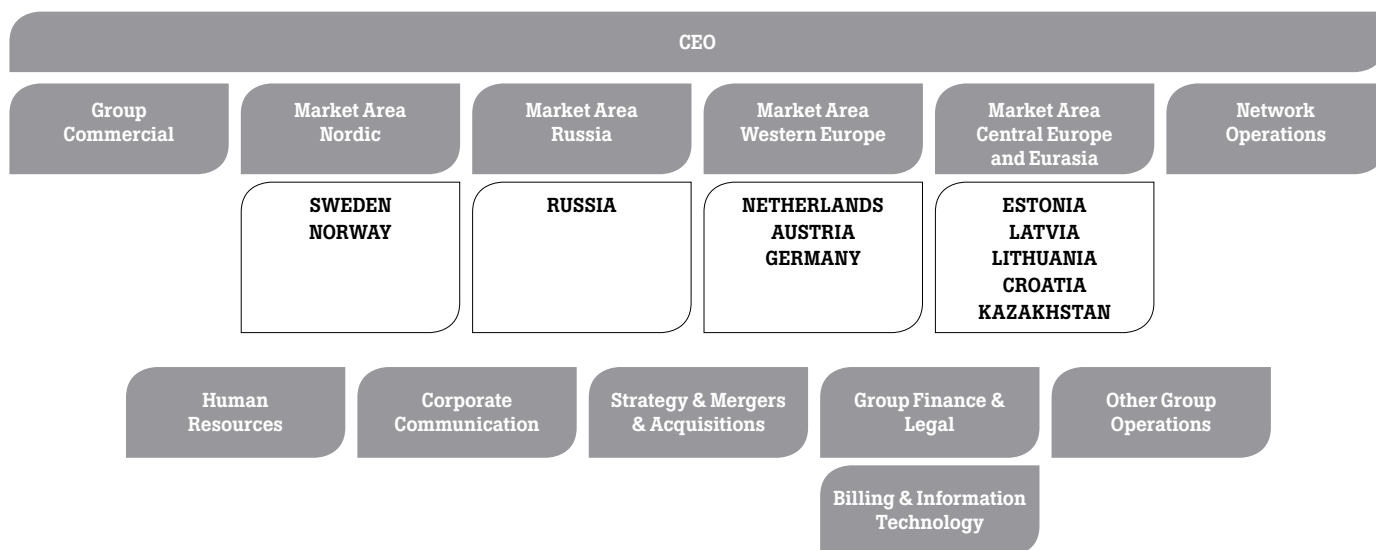 CEO
Group
Commercial
Market Area
Nordic
Market Area
Russia
Market Area
Western Europe
Market Area
Central Europe
and Eurasia
Network
Operations
SWEDEN
NORWAY
RUSSIA
NETHERLANDS
AUSTRIA
GERMANY
ESTONIA
LATVIA
LITHUANIA
CROATIA
KAZAKHSTAN
Human
Resources
Corporate
Communication
Strategy & Mergers
& Acquisitions
Group Finance &
Legal
Other Group
Operations
Billing & Information
Technology